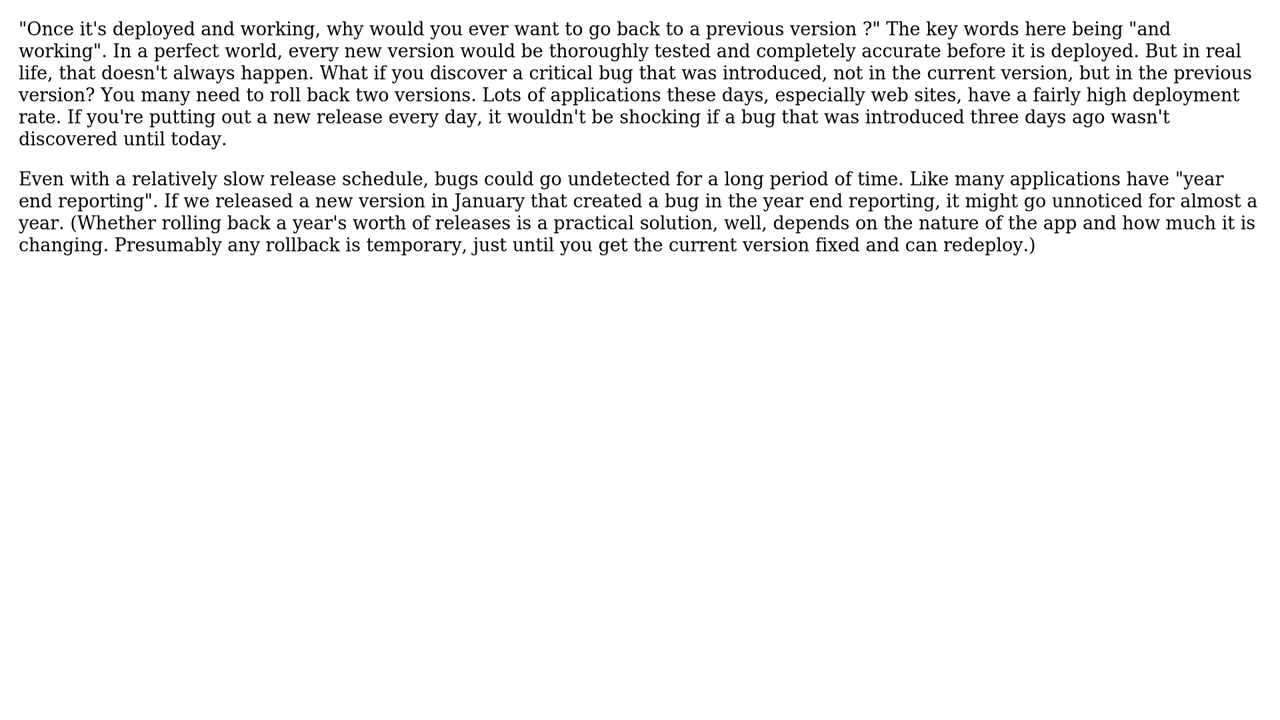 "Once it's deployed and working, why would you ever want to go back to a previous version ?" The key words here being "and
working". In a perfect world, every new version would be thoroughly tested and completely accurate before it is deployed. But in real
life, that doesn't always happen. What if you discover a critical bug that was introduced, not in the current version, but in the previous
version? You many need to roll back two versions. Lots of applications these days, especially web sites, have a fairly high deployment
rate. If you're putting out a new release every day, it wouldn't be shocking if a bug that was introduced three days ago wasn't
discovered until today.
Even with a relatively slow release schedule, bugs could go undetected for a long period of time. Like many applications have "year
end reporting". If we released a new version in January that created a bug in the year end reporting, it might go unnoticed for almost a
year. (Whether rolling back a year's worth of releases is a practical solution, well, depends on the nature of the app and how much it is
changing. Presumably any rollback is temporary, just until you get the current version fixed and can redeploy.)